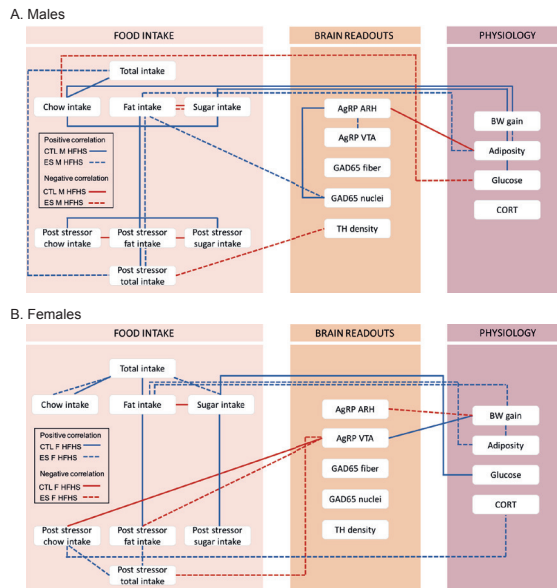 A. Males
FOOD INTAKE
BRAIN READOUTS
PHYSIOLOGY
Total intake
Chow intake
Fat intake
Sugar intake
Positive correlation
CTL M HFHS
ES M HFHS
Negative correlation
CTL M HFHS
ES M HFHS
Post stressor
chow intake
Post stressor
fat intake
Post stressor
sugar intake
Post stressor
total intake
AgRP ARH
AgRP VTA
GAD65 fiber
GAD65 nuclei
TH density
BW gain
Adiposity
Glucose
CORT
B. Females
FOOD INTAKE
BRAIN READOUTS
PHYSIOLOGY
Total intake
Chow intake
Fat intake
Sugar intake
Positive correlation
CTL F HFHS
ES F HFHS
Negative correlation
CTL F HFHS
ES F HFHS
Post stressor
chow intake
Post stressor
fat intake
Post stressor
sugar intake
Post stressor
total intake
AgRP ARH
AgRP VTA
GAD65 fiber
GAD65 nuclei
TH density
BW gain
Adiposity
Glucose
CORT